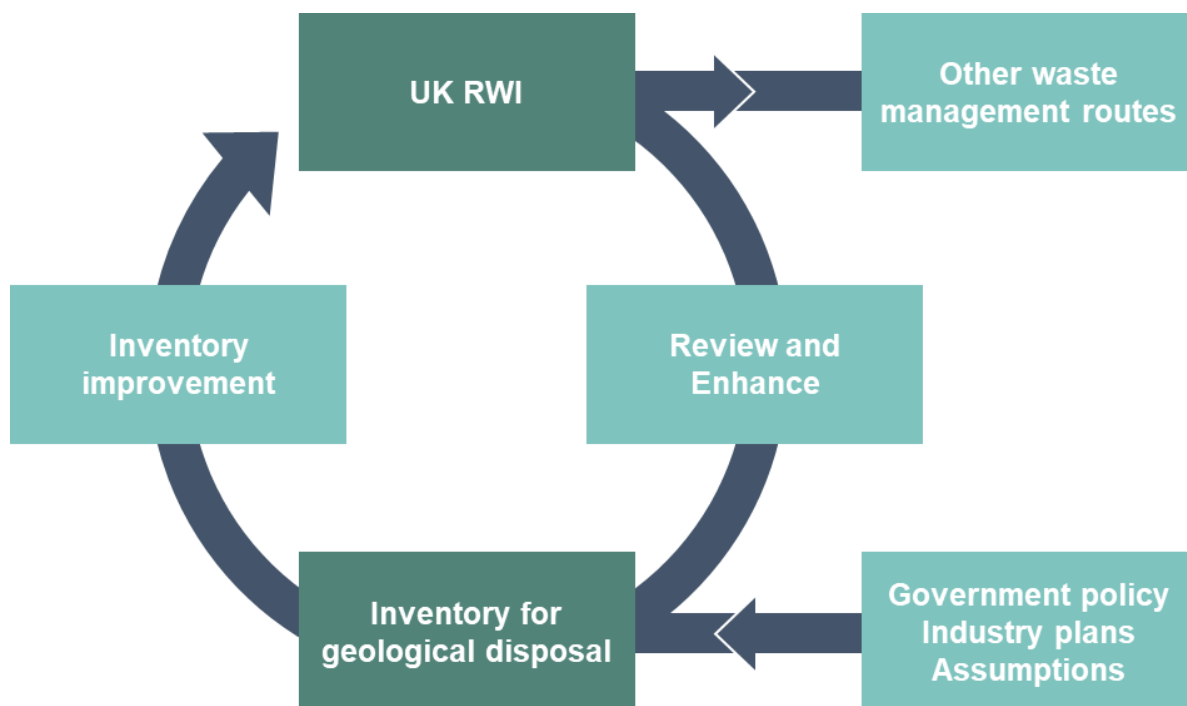 UK RWI
Other waste
management routes
Inventory
improvement
Review and
Enhance
Inventory for
geological disposal
Government policy
Industry plans
Assumptions